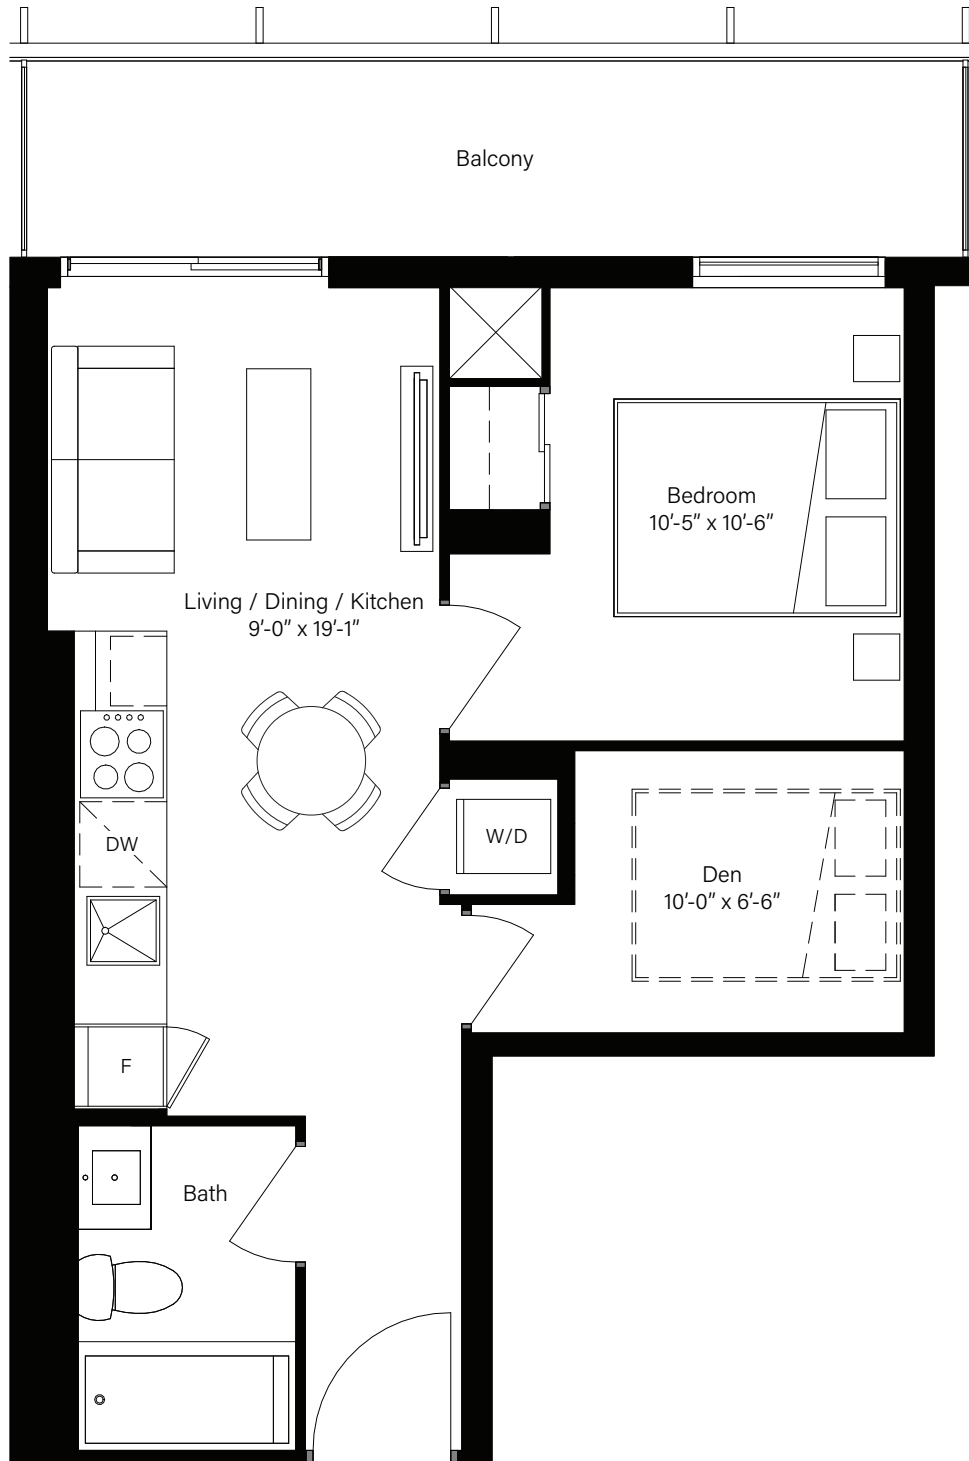 Balcony
Bedroom
10'-5" x 10'-6"
Living / Dining / Kitchen
9'-0" x 19'-1"
DW
W/D
Den
10'-0" x 6'-6"
F
Bath